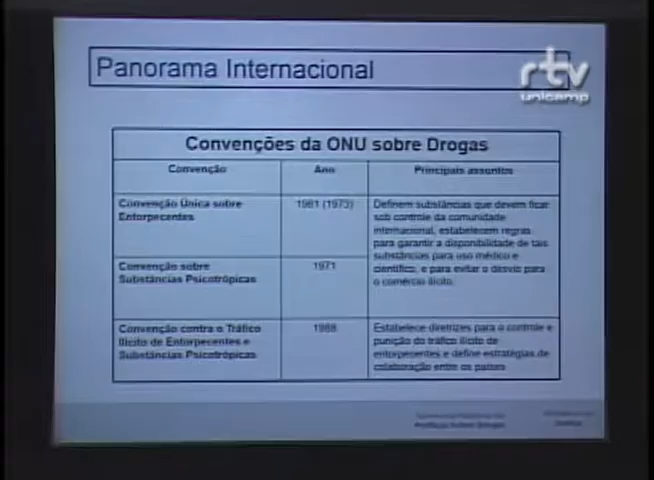 Panorama Internacional
rtv
unicamp
Convenções da ONU sobre Drogas
Convenção
Ano
Principais assuntos
Convenção Única sobre
Entorpecentes
1961 (1973)
Definem substâncias que devem ficar
sob controle da comunidade
internacional, estabelecem regras
para garantir a disponibilidade de tais
substâncias para uso médico e
científico, e para evitar o desvio para
o comércio ilícito.
Convenção sobre
Substâncias Psicotrópicas
1971
Convenção contra o Tráfico
Ilícito de Entorpecentes e
Substâncias Psicotrópicas
1988
Estabelece diretrizes para o controle e
punição do tráfico ilícito de
entorpecentes e define estratégias de
colaboração entre os países